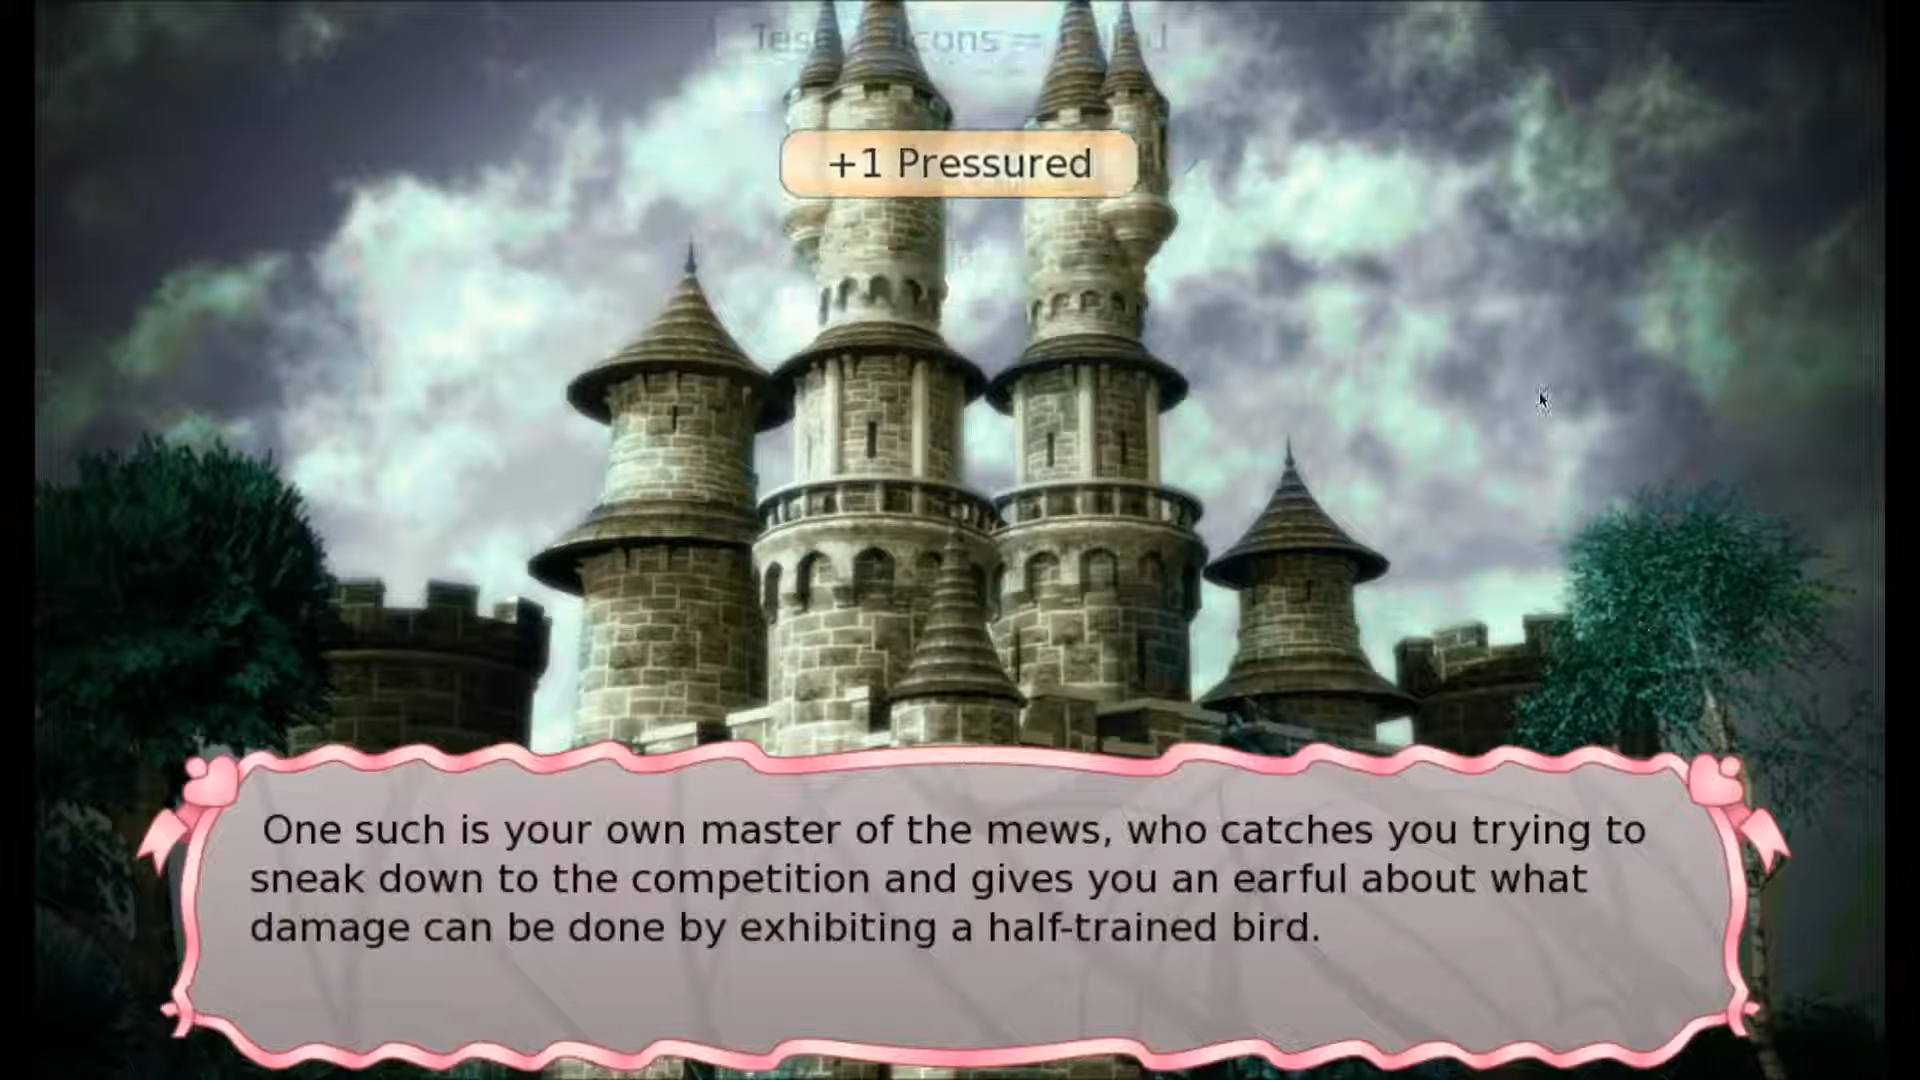 +1 Pressured
One such is your own master of the mews, who catches you trying to
sneak down to the competition and gives you an earful about what
damage can be done by exhibiting a half-trained bird.